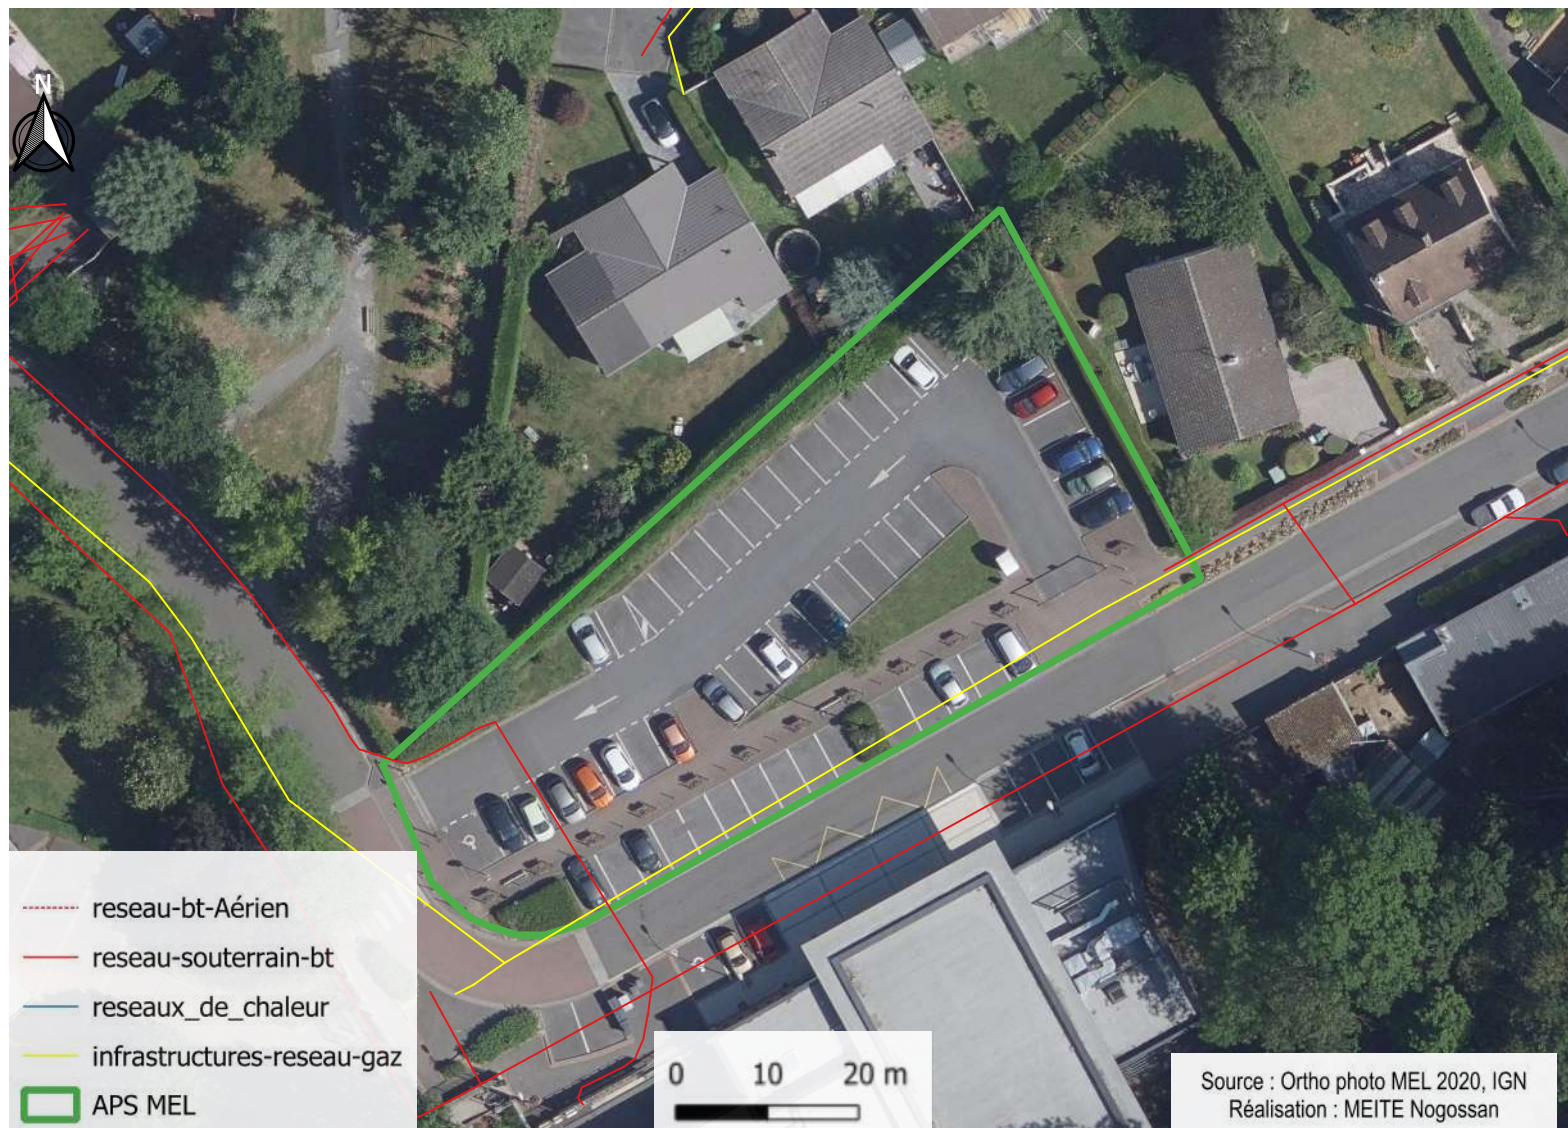 N
reseau-bt-Aérien
reseau-souterrain-bt
reseaux_de_chaleur
infrastructures-reseau-gaz
APS MEL
0 10 20 m
Source : Ortho photo MEL 2020, IGN
Réalisation : MEITE Nogossan